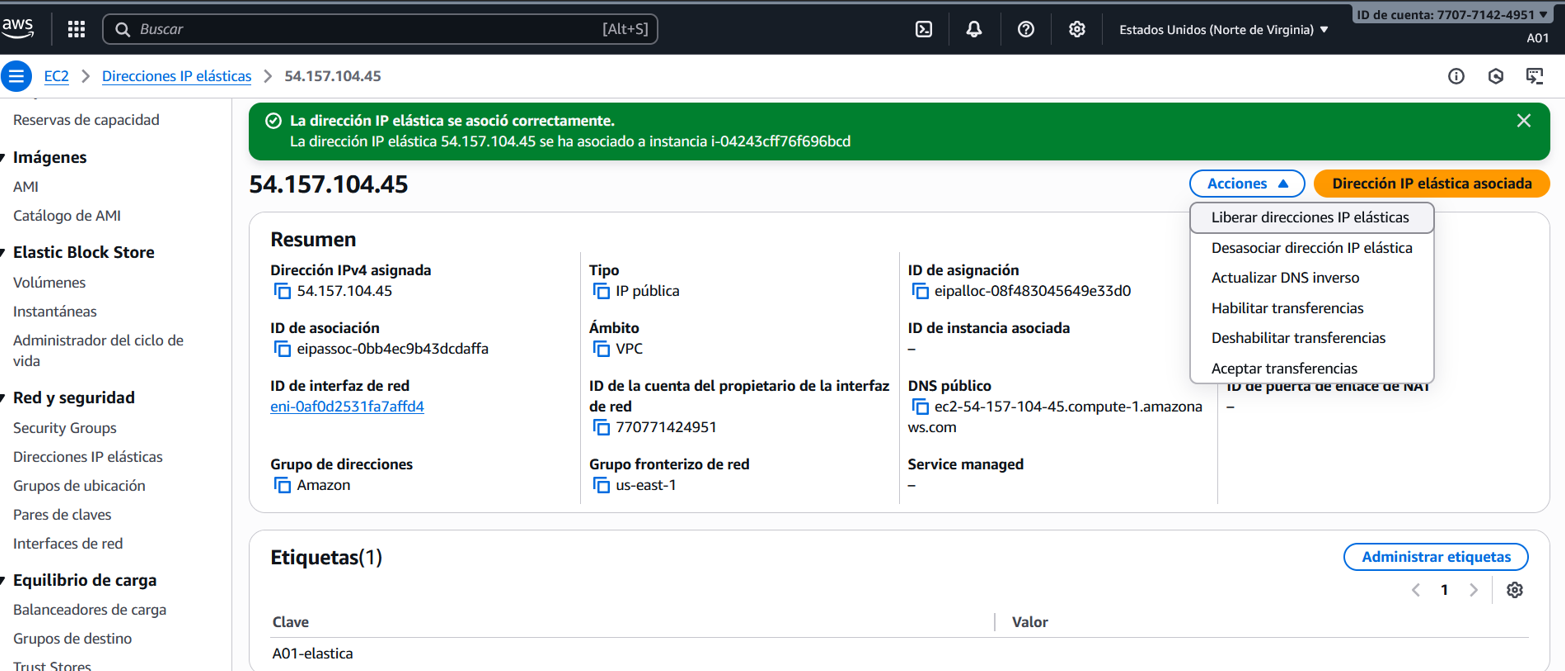 aws
Buscar
[Alt+S]
Estados Unidos (Norte de Virginia) ▼
ID de cuenta: 7707-7142-4951 ▼
A01
EC2 > Direcciones IP elásticas > 54.157.104.45
Reservas de capacidad
Imágenes
AMI
Catálogo de AMI
Elastic Block Store
Volúmenes
Instantáneas
Administrador del ciclo de
vida
Red y seguridad
Security Groups
Direcciones IP elásticas
Grupos de ubicación
Pares de claves
Interfaces de red
Equilibrio de carga
Balanceadores de carga
Grupos de destino
Trust Stores
La dirección IP elástica se asoció correctamente.
La dirección IP elástica 54.157.104.45 se ha asociado a instancia i-04243cff76f696bcd
54.157.104.45
Acciones
Dirección IP elástica asociada
Liberar direcciones IP elásticas
Desasociar dirección IP elástica
Actualizar DNS inverso
Habilitar transferencias
Deshabilitar transferencias
Aceptar transferencias
Resumen
Dirección IPv4 asignada
54.157.104.45
Tipo
IP pública
ID de asignación
eipalloc-08f483045649e33d0
ID de asociación
eipassoc-0bb4ec9b43dcdaffa
Ámbito
VPC
ID de instancia asociada
–
ID de interfaz de red
eni-0af0d2531fa7affd4
ID de la cuenta del propietario de la interfaz
de red
770771424951
DNS público
ec2-54-157-104-45.compute-1.amazona
ws.com
ID de puerta de enlace de NAT
–
Grupo de direcciones
Amazon
Grupo fronterizo de red
us-east-1
Service managed
–
Etiquetas(1)
Administrar etiquetas
1
Clave
Valor
A01-elastica